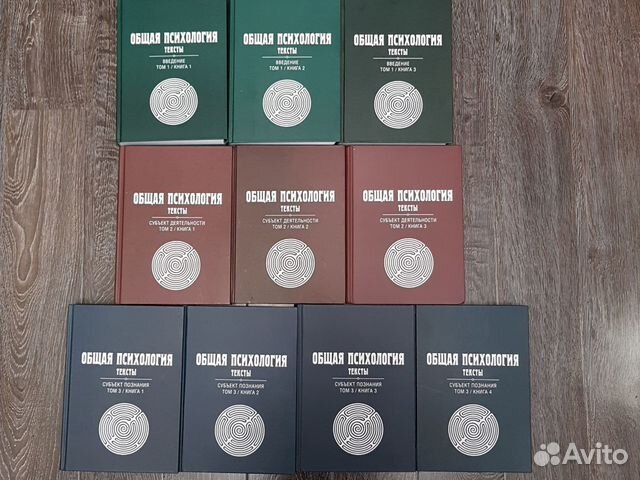 ОБЩАЯ ПСИХОЛОГИЯ
ТЕКСТЫ
ВВЕДЕНИЕ
ТОМ 1 / КНИГА 1
ОБЩАЯ ПСИХОЛОГИЯ
ТЕКСТЫ
ВВЕДЕНИЕ
ТОМ 1 / КНИГА 2
ОБЩАЯ ПСИХОЛОГИЯ
ТЕКСТЫ
ВВЕДЕНИЕ
ТОМ 1 / КНИГА 3
ОБЩАЯ ПСИХОЛОГИЯ
ТЕКСТЫ
СУБЪЕКТ ДЕЯТЕЛЬНОСТИ
ТОМ 2 / КНИГА 1
ОБЩАЯ ПСИХОЛОГИЯ
ТЕКСТЫ
СУБЪЕКТ ДЕЯТЕЛЬНОСТИ
ТОМ 2 / КНИГА 2
ОБЩАЯ ПСИХОЛОГИЯ
ТЕКСТЫ
СУБЪЕКТ ДЕЯТЕЛЬНОСТИ
ТОМ 2 / КНИГА 3
ОБЩАЯ ПСИХОЛОГИЯ
ТЕКСТЫ
СУБЪЕКТ ПОЗНАНИЯ
ТОМ 3 / КНИГА 1
ОБЩАЯ ПСИХОЛОГИЯ
ТЕКСТЫ
СУБЪЕКТ ПОЗНАНИЯ
ТОМ 3 / КНИГА 2
ОБЩАЯ ПСИХОЛОГИЯ
ТЕКСТЫ
СУБЪЕКТ ПОЗНАНИЯ
ТОМ 3 / КНИГА 3
ОБЩАЯ ПСИХОЛОГИЯ
ТЕКСТЫ
СУБЪЕКТ ПОЗНАНИЯ
ТОМ 3 / КНИГА 4
Avito